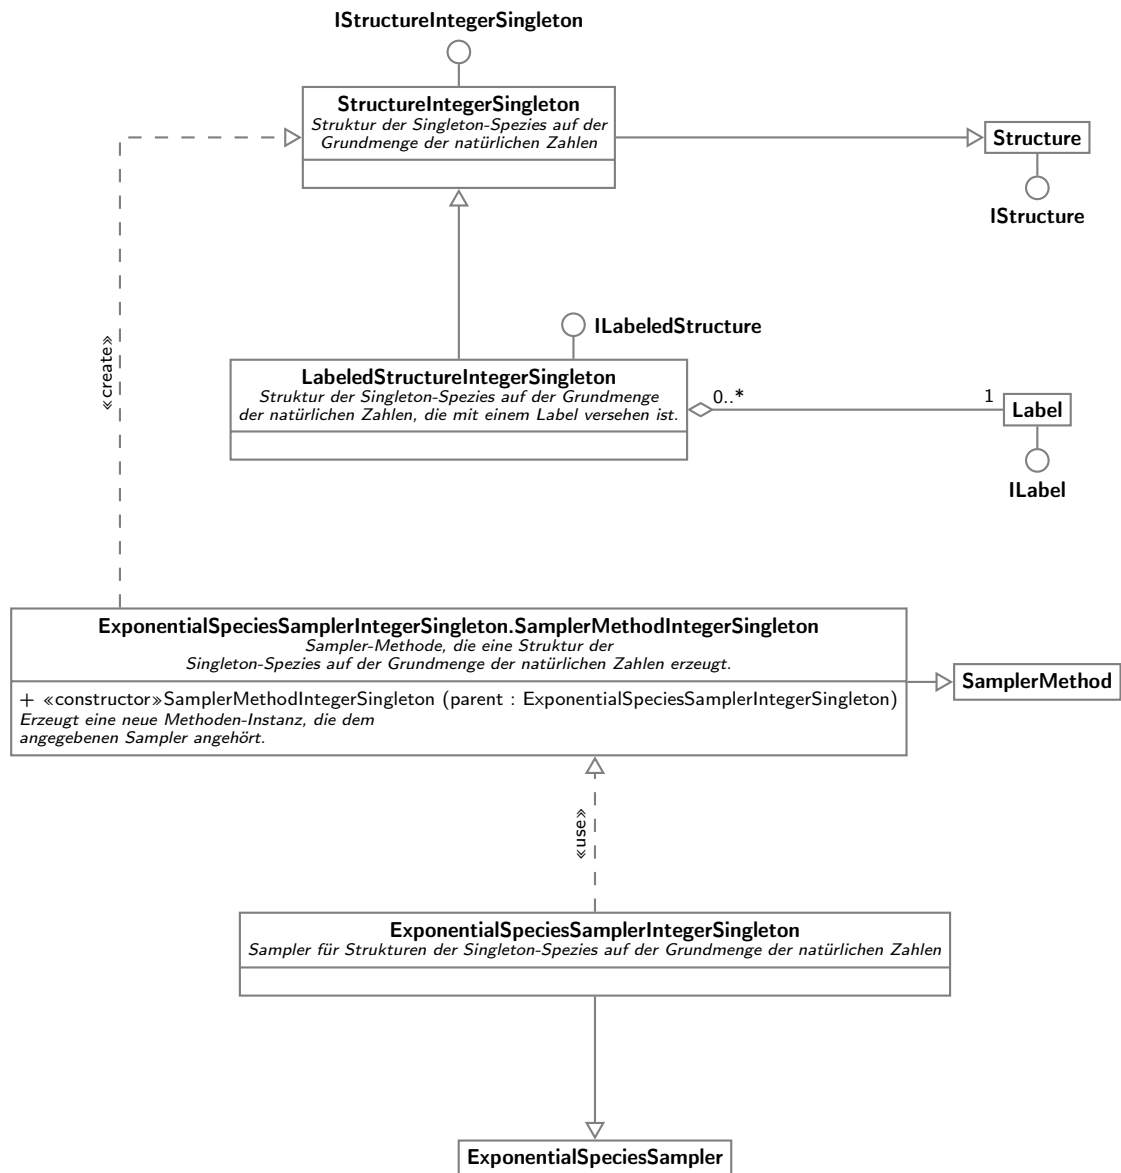 IStructureIntegerSingleton
StructureIntegerSingleton
Struktur der Singleton-Spezies auf der
Grundmenge der natürlichen Zahlen
Structure
IStructure
«create»
ILabeledStructure
LabeledStructureIntegerSingleton
Struktur der Singleton-Spezies auf der Grundmenge
der natürlichen Zahlen, die mit einem Label versehen ist.
0..*
1
Label
ILabel
ExponentialSpeciesSamplerIntegerSingleton.SamplerMethodIntegerSingleton
Sampler-Methode, die eine Struktur der
Singleton-Spezies auf der Grundmenge der natürlichen Zahlen erzeugt.
+ «constructor»SamplerMethodIntegerSingleton (parent : ExponentialSpeciesSamplerIntegerSingleton)
Erzeugt eine neue Methoden-Instanz, die dem
angegebenen Sampler angehört.
SamplerMethod
«use»
ExponentialSpeciesSamplerIntegerSingleton
Sampler für Strukturen der Singleton-Spezies auf der Grundmenge der natürlichen Zahlen
ExponentialSpeciesSampler